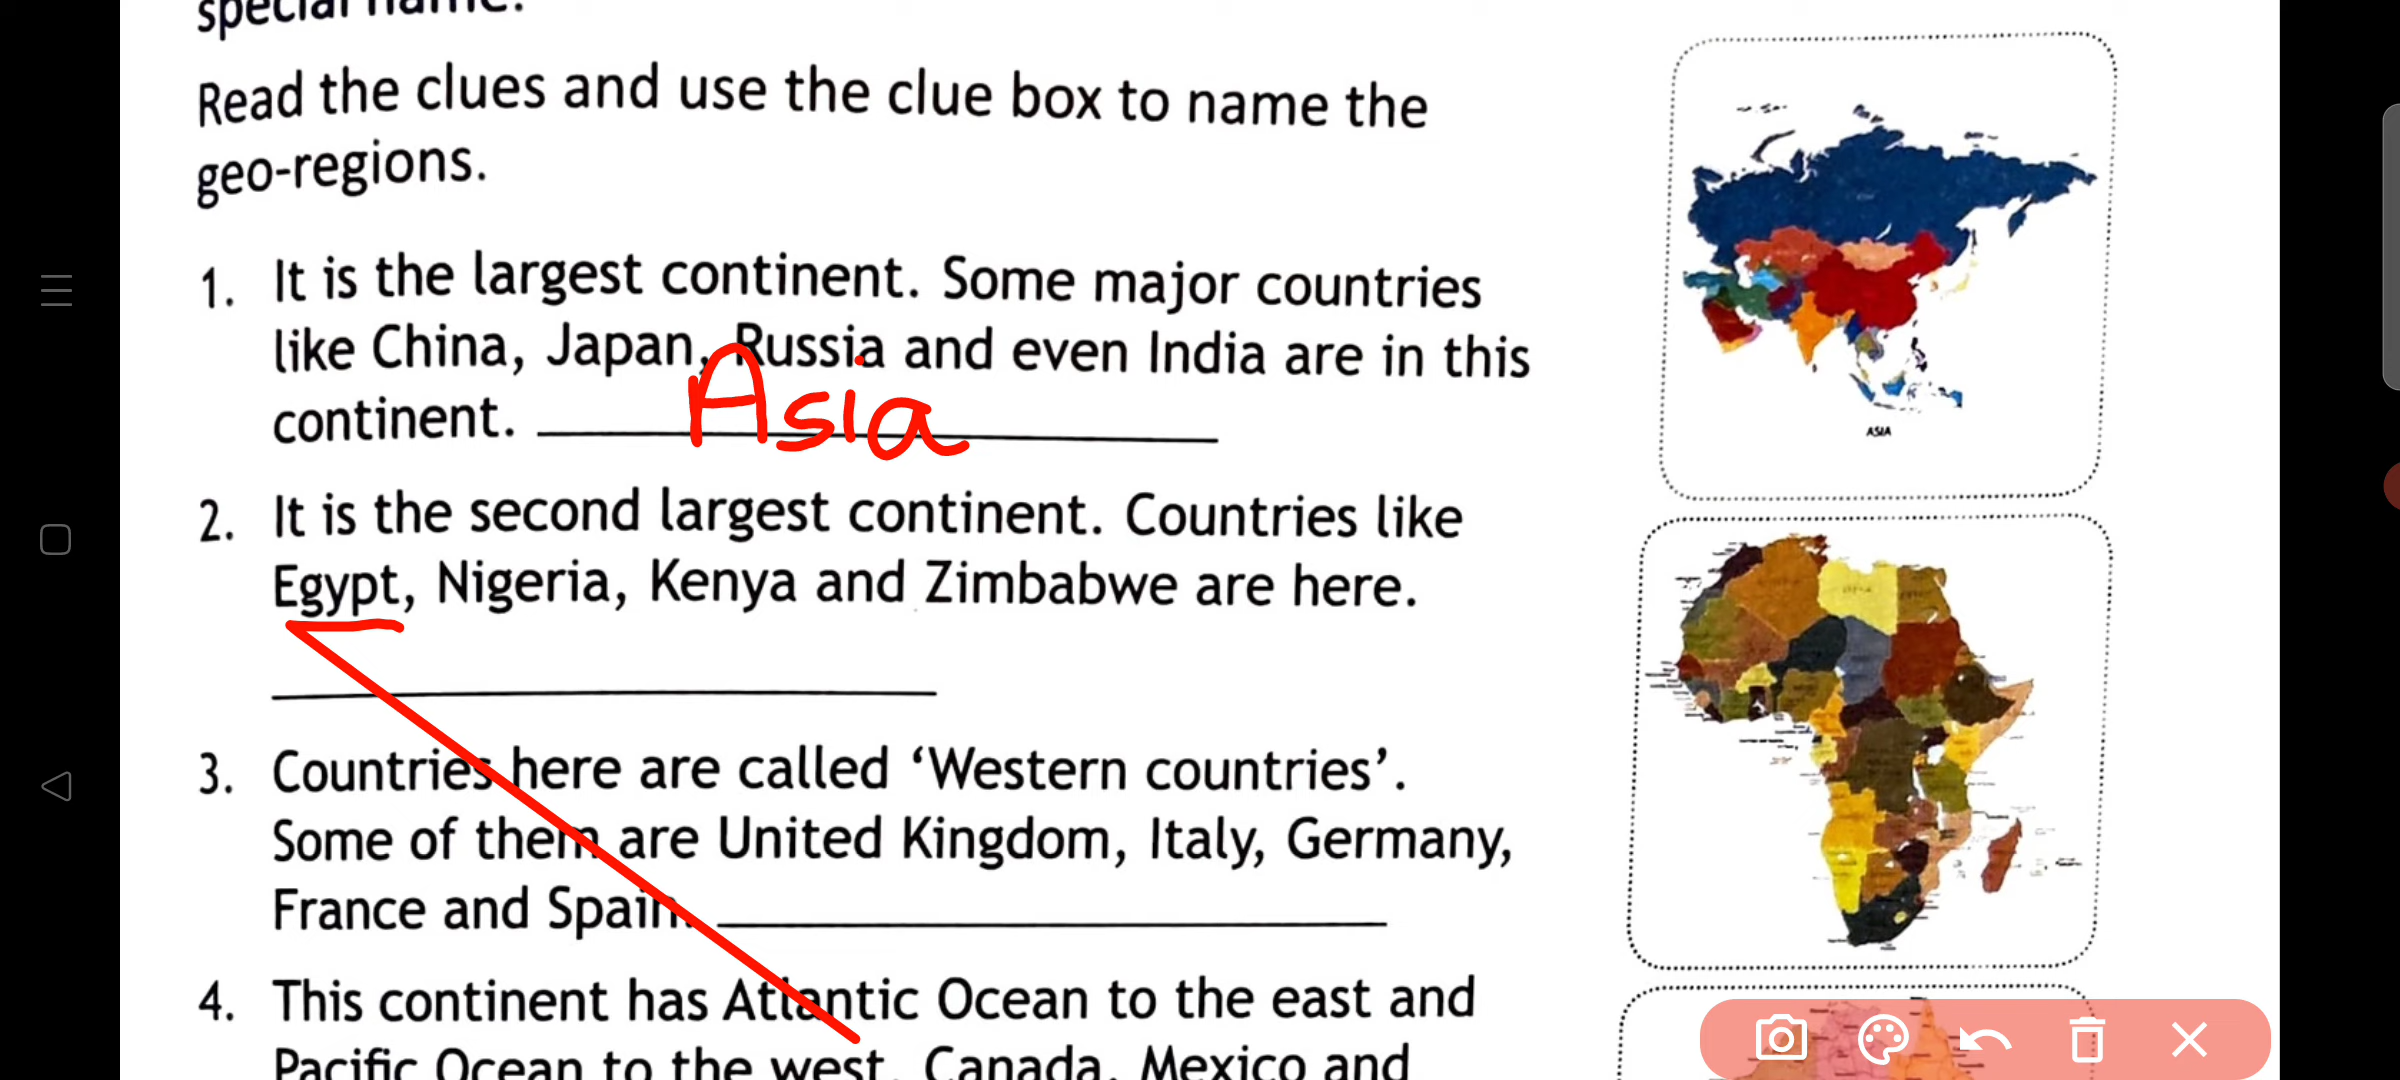 special name.
Read the clues and use the clue box to name the
geo-regions.
1. It is the largest continent. Some major countries
like China, Japan, Russia and even India are in this
continent. Asia
ASIA
2. It is the second largest continent. Countries like
Egypt, Nigeria, Kenya and Zimbabwe are here.
3. Countries here are called ‘Western countries’.
Some of them are United Kingdom, Italy, Germany,
France and Spain.
4. This continent has Atlantic Ocean to the east and
Pacific Ocean to the west. Canada, Mexico and